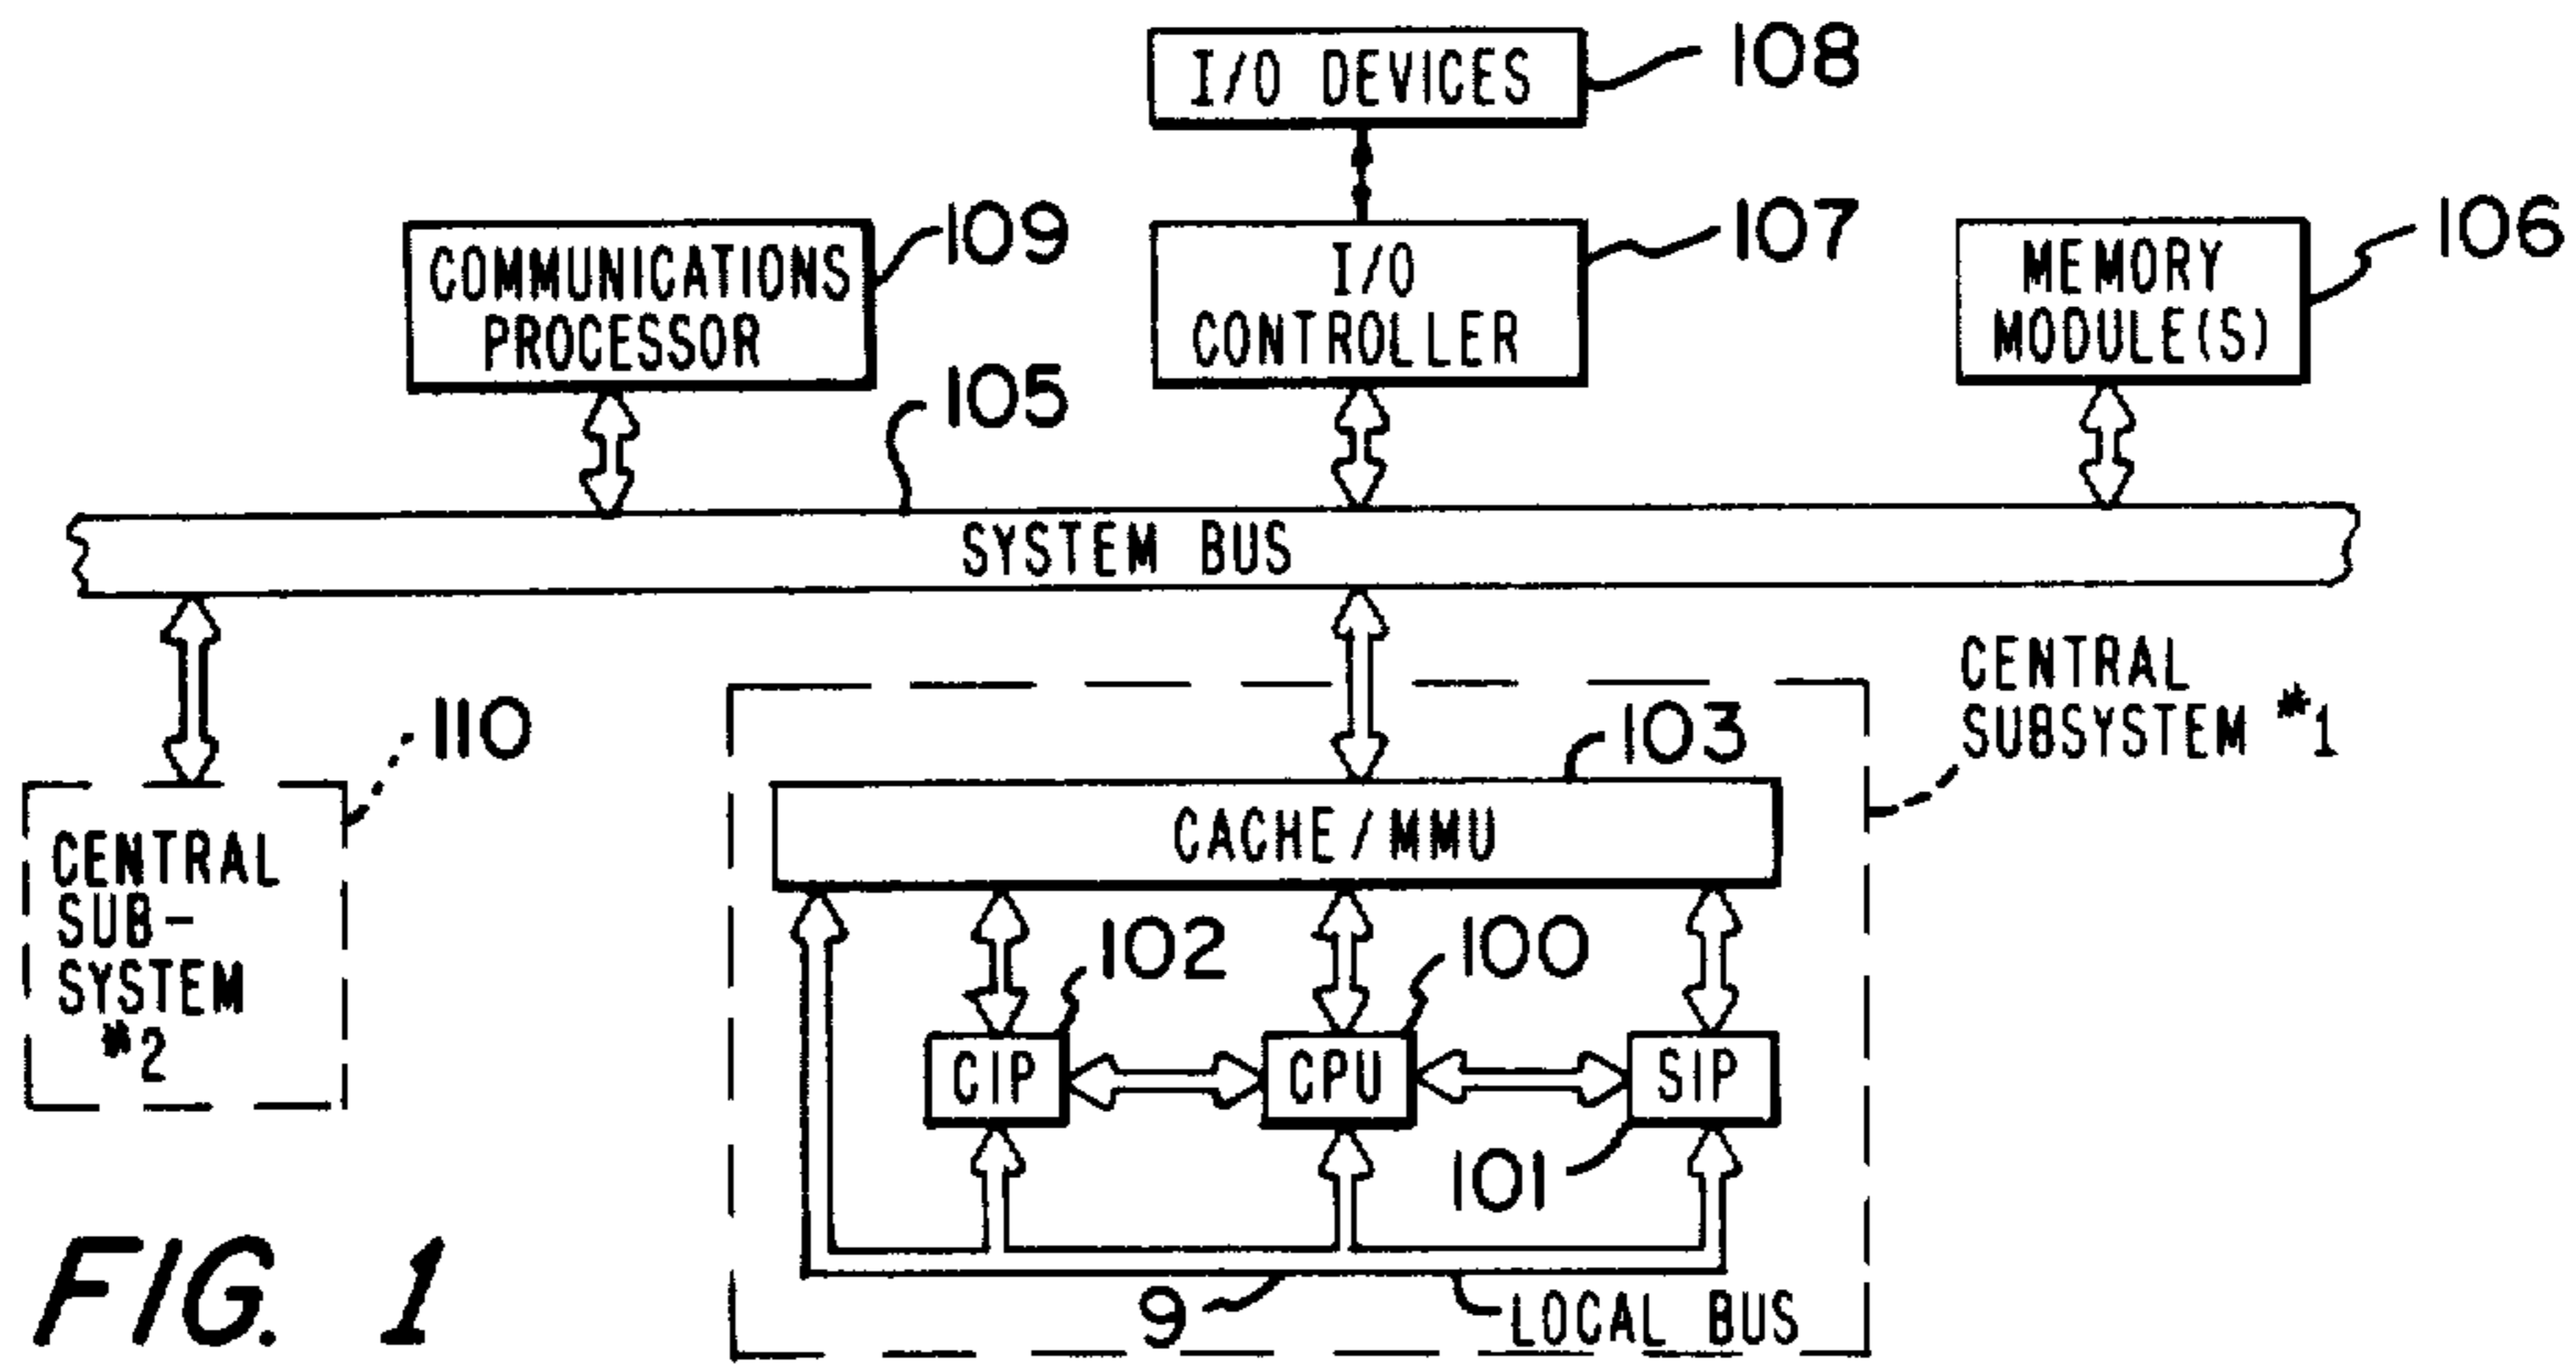 I/O DEVICES
108
COMMUNICATIONS
PROCESSOR
109
I/O
CONTROLLER
107
MEMORY
MODULE(S)
106
105
SYSTEM BUS
110
CENTRAL
SUB-
SYSTEM
#2
CENTRAL
SUBSYSTEM #1
103
CACHE/MMU
102
100
CIP
CPU
SIP
101
9
LOCAL BUS
FIG. 1